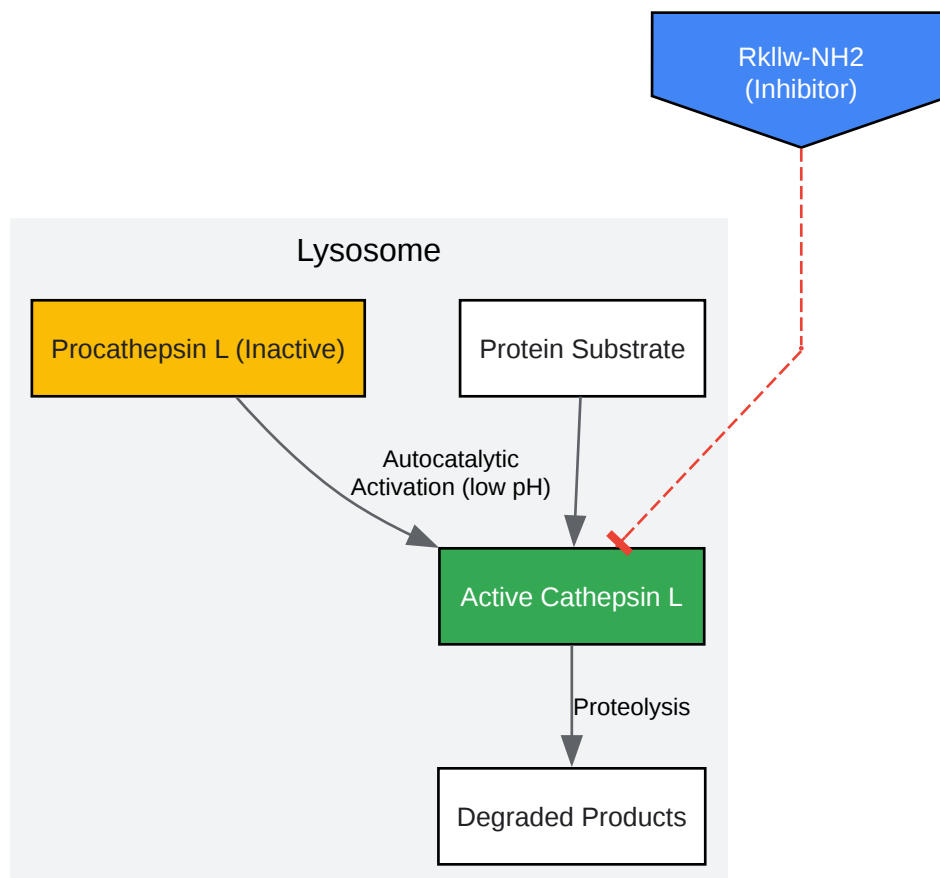 Rkllw-NH2
(Inhibitor)
Lysosome
Procathepsin L (Inactive)
Protein Substrate
Autocatalytic
Activation (low pH)
Active Cathepsin L
Proteolysis
Degraded Products